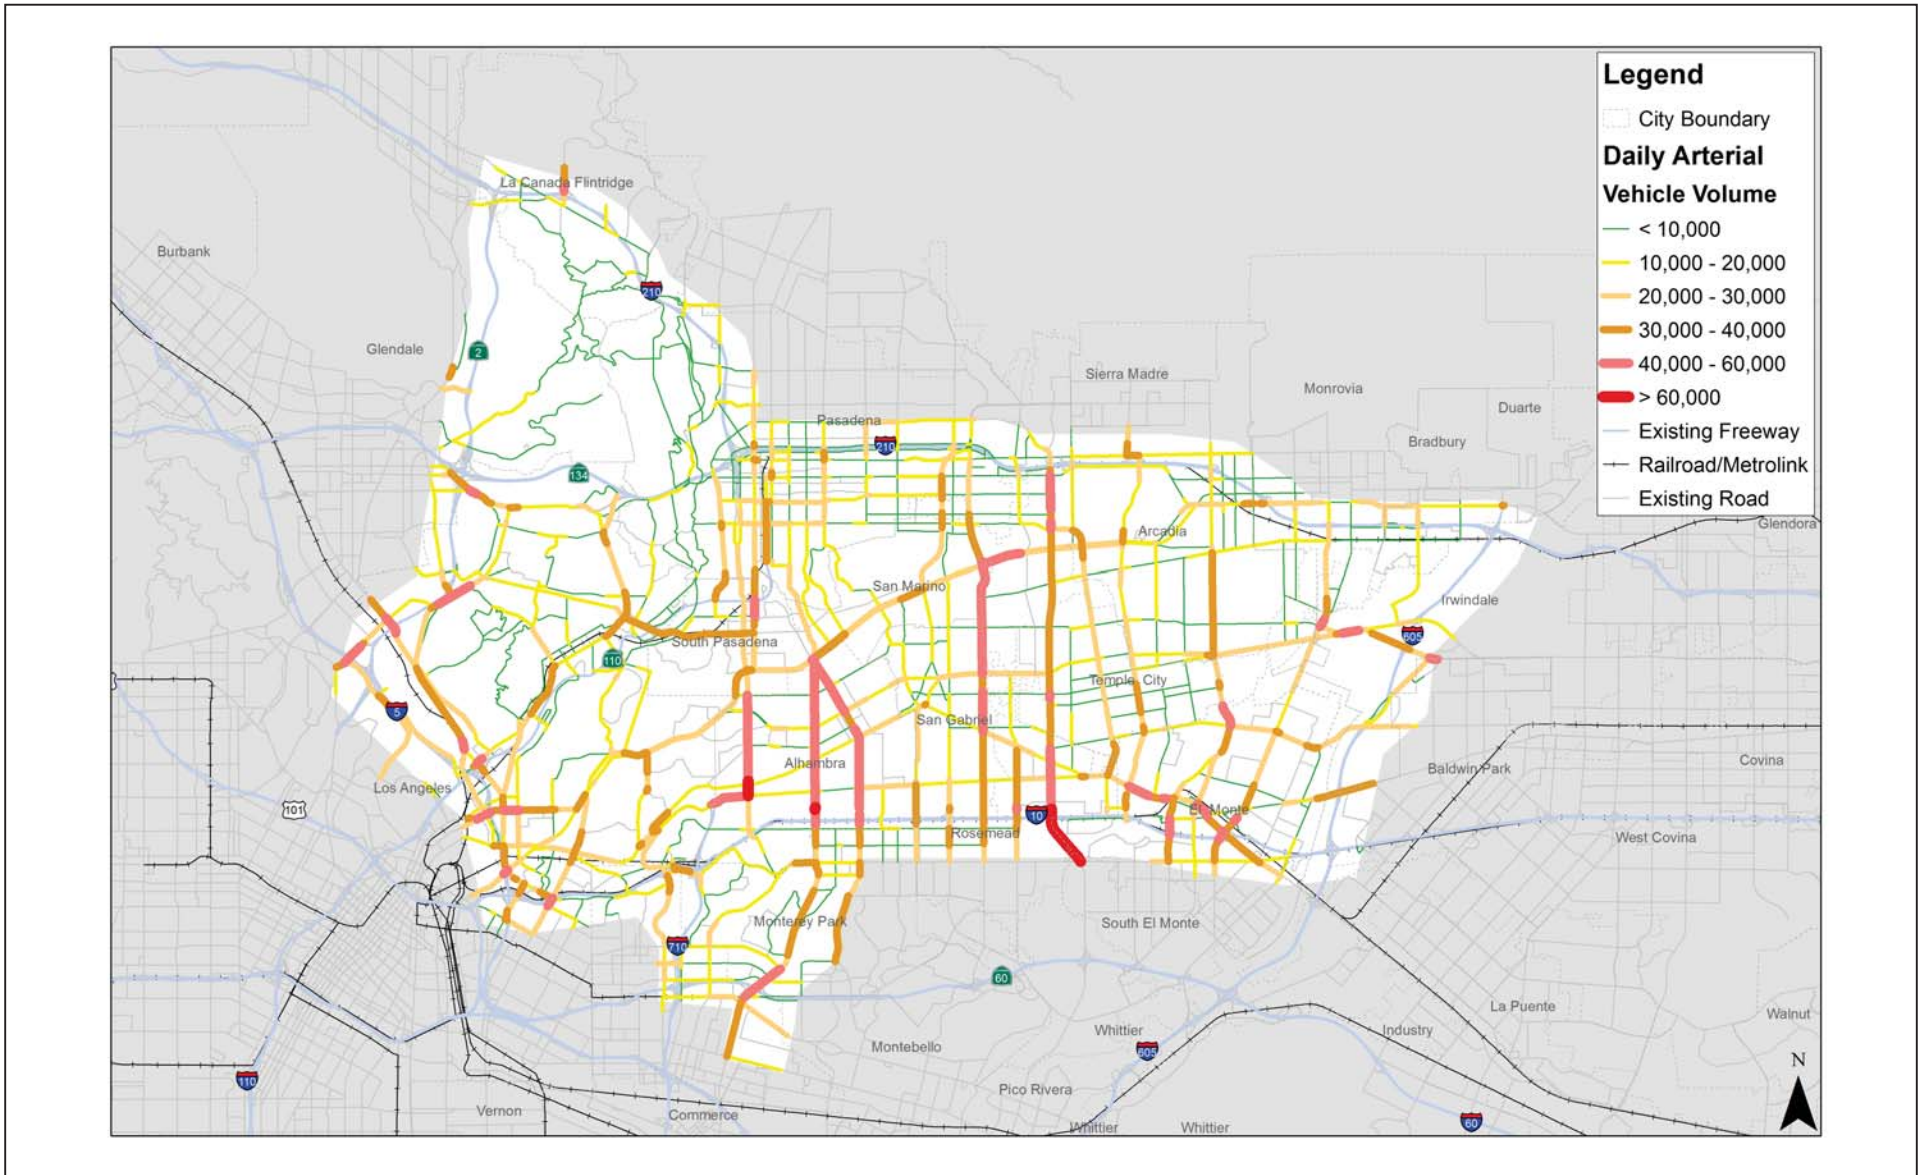 Legend
City Boundary
Daily Arterial
Vehicle Volume
< 10,000
10,000 - 20,000
20,000 - 30,000
30,000 - 40,000
40,000 - 60,000
> 60,000
Existing Freeway
Railroad/Metrolink
Existing Road
La Canada Flintridge
Burbank
210
Glendale
2
Sierra Madre
Monrovia
Duarte
Pasadena
210
Bradbury
134
Glendora
Arcadia
San Marino
Irwindale
605
South Pasadena
110
Temple City
5
San Gabriel
Alhambra
Covina
Baldwin Park
Los Angeles
101
El Monte
10
Rosemead
West Covina
Monterey Park
South El Monte
710
60
La Puente
Walnut
Whittier
Industry
Montebello
605
N
110
Pico Rivera
Vernon
Commerce
Whittier
Whittier
60